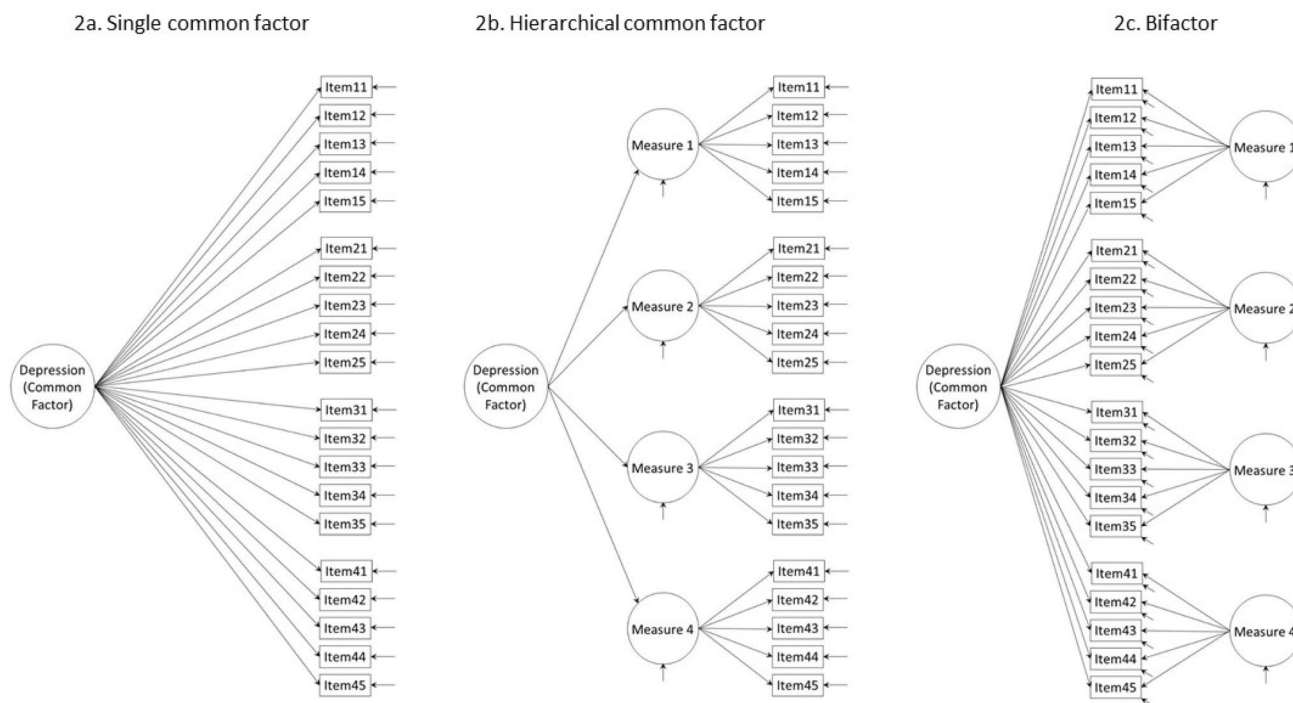 2a. Single common factor
Item11
Item12
Item13
Item14
Item15
Item21
Item22
Item23
Item24
Item25
Depression
(Common
Factor)
Item31
Item32
Item33
Item34
Item35
Item41
Item42
Item43
Item44
Item45
2b. Hierarchical common factor
Item11
Item12
Measure 1
Item13
Item14
Item15
Item21
Item22
Measure 2
Item23
Item24
Item25
Depression
(Common
Factor)
Item31
Item32
Measure 3
Item33
Item34
Item35
Item41
Item42
Measure 4
Item43
Item44
Item45
2c. Bifactor
Item11
Item12
Item13
Measure 1
Item14
Item15
Item21
Item22
Item23
Measure 2
Item24
Item25
Depression
(Common
Factor)
Item31
Item32
Item33
Measure 3
Item34
Item35
Item41
Item42
Item43
Measure 4
Item44
Item45